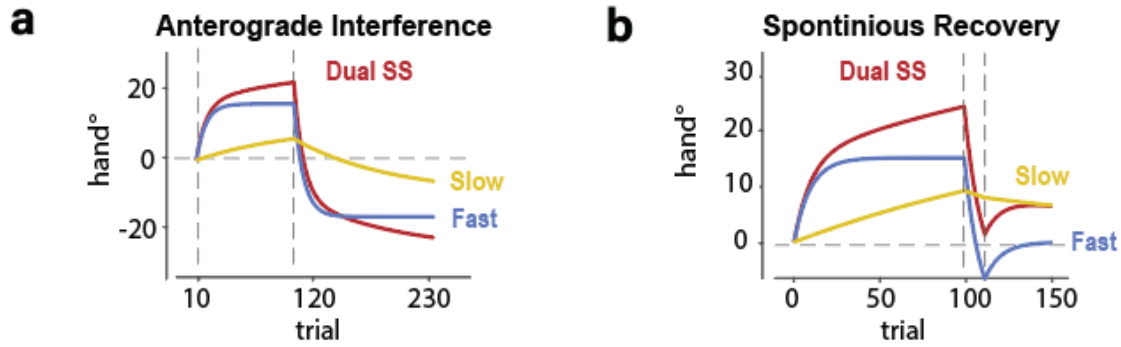 a
Anterograde Interference
Dual SS
20
0
-20
hand°
Slow
Fast
10 120 230
trial
b
Spontinious Recovery
Dual SS
30
20
10
0
hand°
Slow
Fast
0 50 100 150
trial